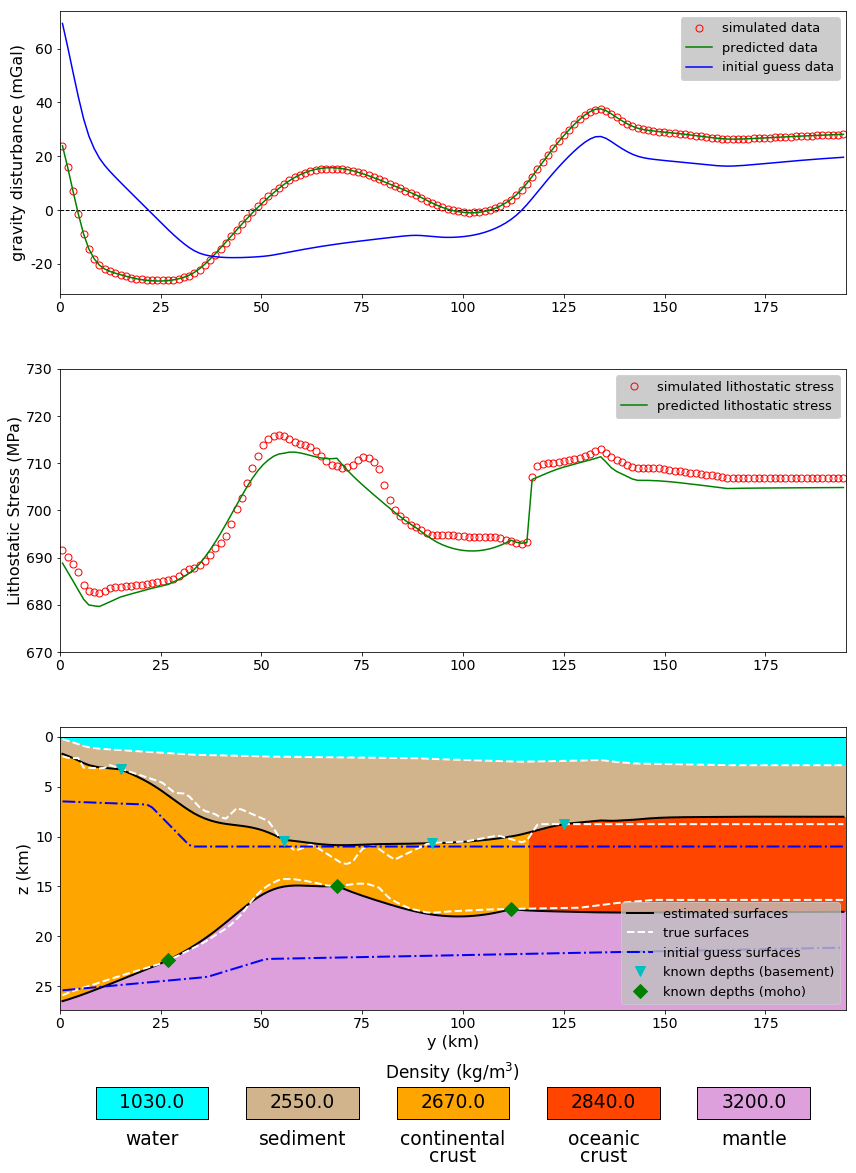 gravity disturbance (mGal)
60
40
20
0
-20
simulated data
predicted data
initial guess data
0 25 50 75 100 125 150 175
Lithostatic Stress (MPa)
730
720
710
700
690
680
670
simulated lithostatic stress
predicted lithostatic stress
0 25 50 75 100 125 150 175
z (km)
0
5
10
15
20
25
estimated surfaces
true surfaces
initial guess surfaces
known depths (basement)
known depths (moho)
0 25 50 75 100 125 150 175
y (km)
Density (kg/m³)
1030.0 2550.0 2670.0 2840.0 3200.0
water sediment continental oceanic mantle
crust crust